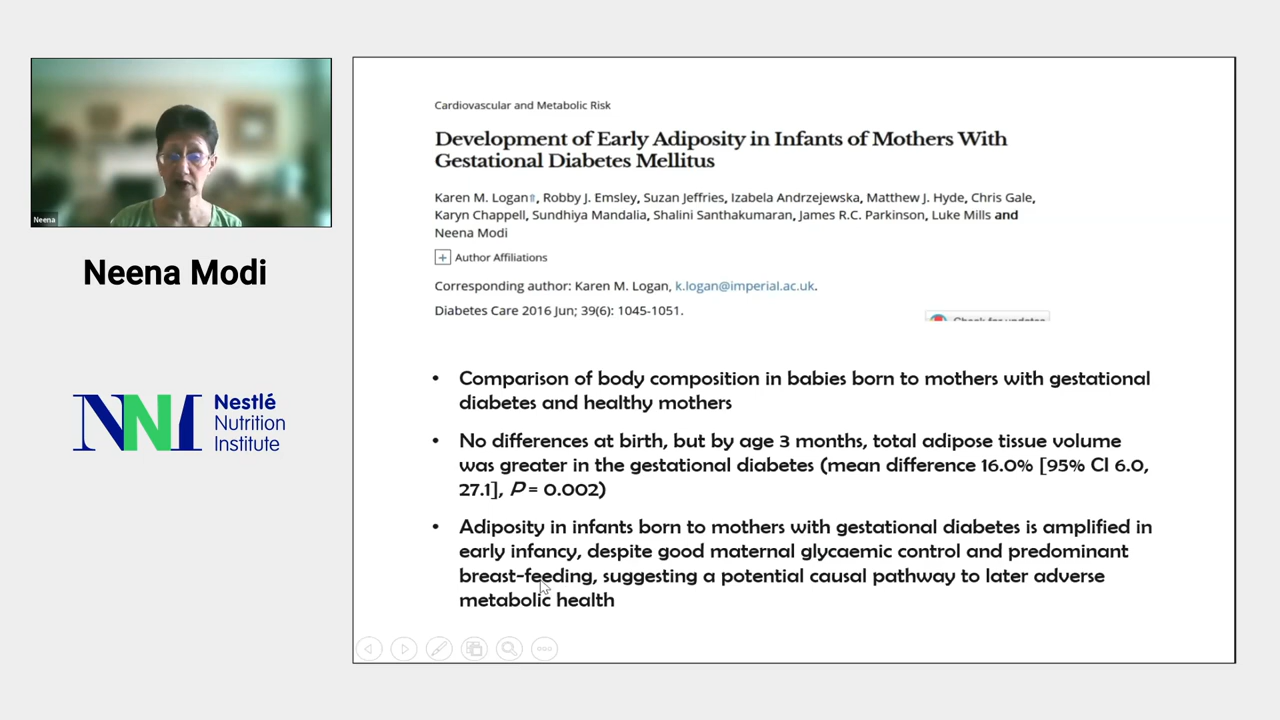 Neena
Neena Modi
NNI
Nestlé
Nutrition
Institute
Cardiovascular and Metabolic Risk
Development of Early Adiposity in Infants of Mothers With
Gestational Diabetes Mellitus
Karen M. Logan, Robby J. Emsley, Suzan Jeffries, Izabela Andrzejewska, Matthew J. Hyde, Chris Gale,
Karyn Chappell, Sundhiya Mandalia, Shalini Santhakumaran, James R.C. Parkinson, Luke Mills and
Neena Modi
+ Author Affiliations
Corresponding author: Karen M. Logan, k.logan@imperial.ac.uk.
Diabetes Care 2016 Jun; 39(6): 1045-1051.
Check for updates
• Comparison of body composition in babies born to mothers with gestational
diabetes and healthy mothers
• No differences at birth, but by age 3 months, total adipose tissue volume
was greater in the gestational diabetes (mean difference 16.0% [95% CI 6.0,
27.1], P = 0.002)
• Adiposity in infants born to mothers with gestational diabetes is amplified in
early infancy, despite good maternal glycaemic control and predominant
breast-feeding, suggesting a potential causal pathway to later adverse
metabolic health